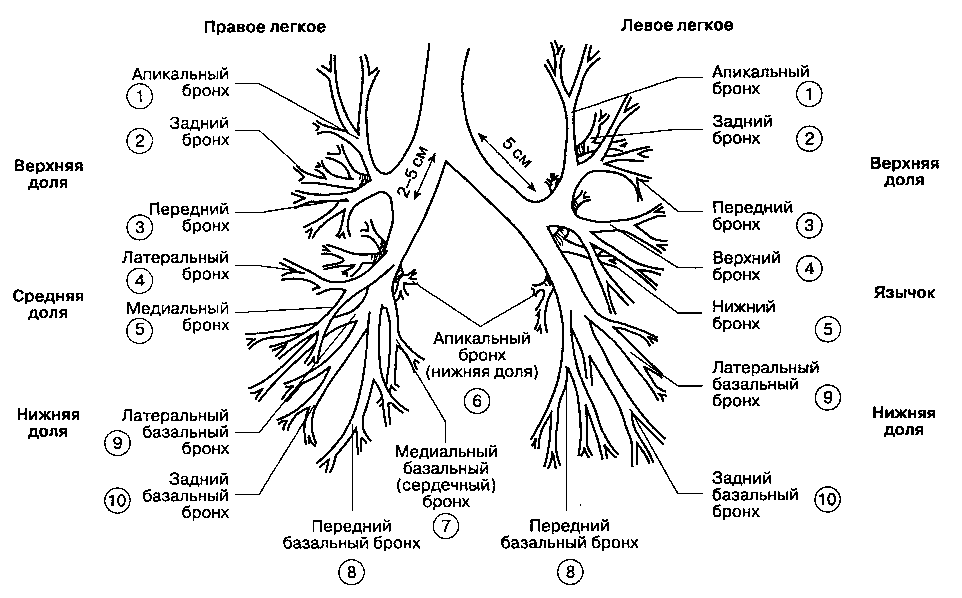 Правое легкое
Левое легкое
Апикальный
бронх
1
Задний
бронх
2
Верхняя
доля
Передний
бронх
3
Латеральный
бронх
4
Средняя
доля
Медиальный
бронх
5
Нижняя
доля
Латеральный
базальный
бронх
9
Задний
базальный
бронх
10
2–5 см
5 см
Апикальный
бронх
(нижняя доля)
6
Медиальный
базальный
(сердечный)
бронх
7
Передний
базальный бронх
8
Передний
базальный бронх
8
Апикальный
бронх
1
Задний
бронх
2
Верхняя
доля
Передний
бронх
3
Верхний
бронх
4
Язычок
Нижний
бронх
5
Латеральный
базальный
бронх
9
Нижняя
доля
Задний
базальный
бронх
10